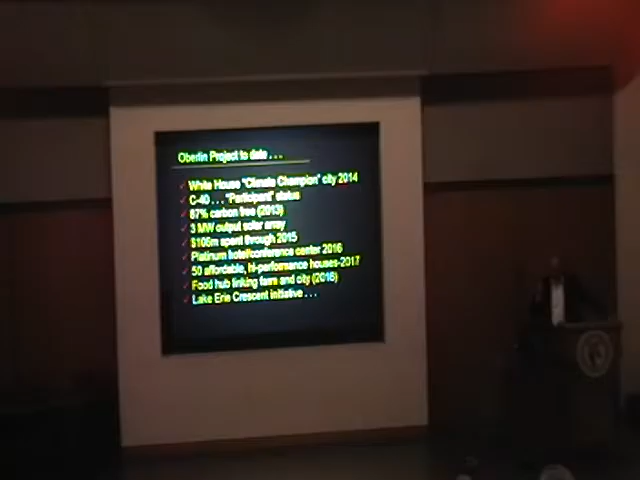 Oberlin Project to date . . .
White House "Climate Champion" city 2014
C-40 . . . "Participant" status
87% carbon free (2013)
3 MW output solar array
$106m spent through 2015
Platinum hotel/conference center 2016
50 affordable, hi-performance houses-2017
Food hub linking farm and city (2016)
Lake Erie Crescent initiative . . .